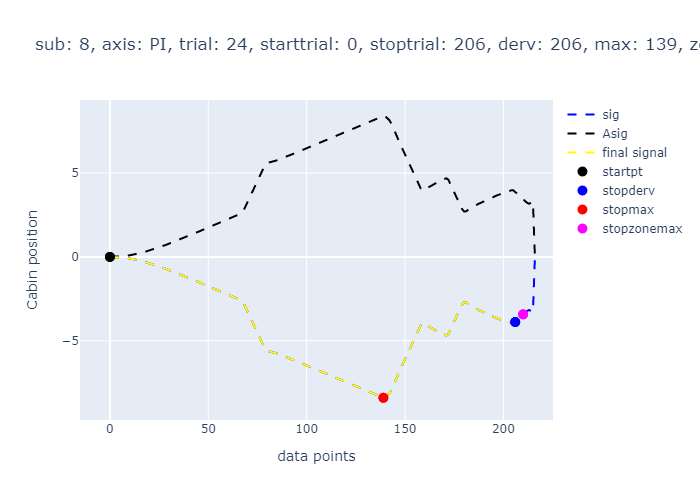 sub: 8, axis: PI, trial: 24, starttrial: 0, stoptrial: 206, derv: 206, max: 139,
sig
Asig
final signal
startpt
stopderv
stopmax
stopzonemax
Cabin position
5
0
−5
0
50
100
150
200
data points